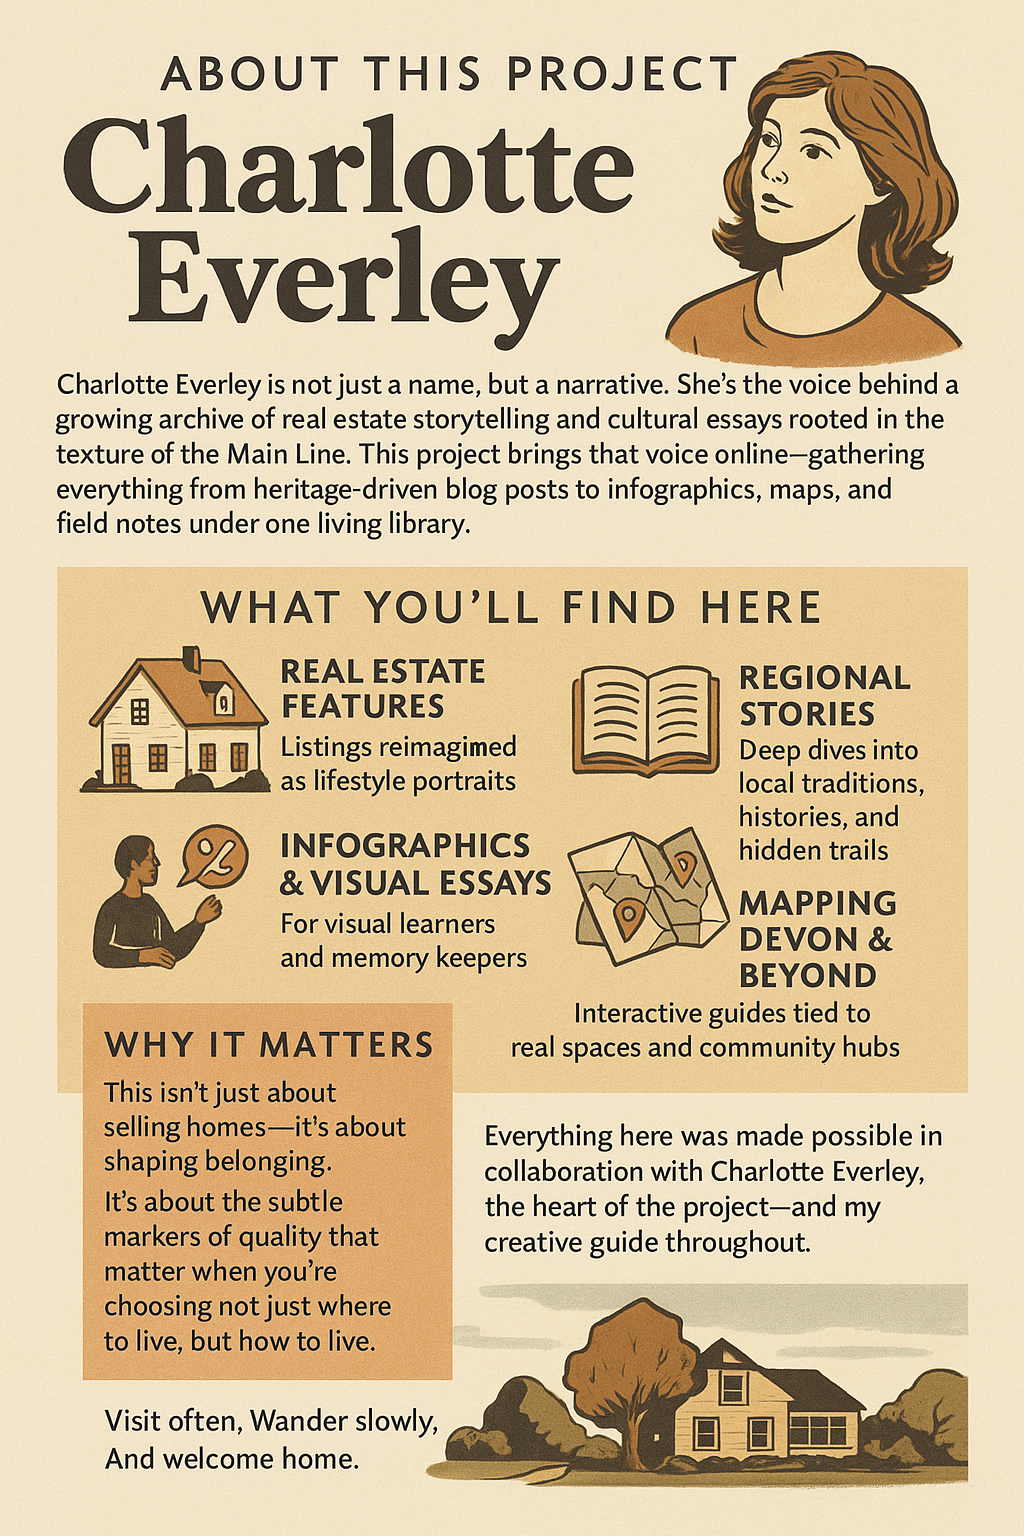 ABOUT THIS PROJECT
Charlotte
Everley
Charlotte Everley is not just a name, but a narrative. She's the voice behind a
growing archive of real estate storytelling and cultural essays rooted in the
texture of the Main Line. This project brings that voice online—gathering
everything from heritage-driven blog posts to infographics, maps, and
field notes under one living library.
WHAT YOU'LL FIND HERE
REAL ESTATE
FEATURES
Listings reimagimed
as lifestyle portraits
INFOGRAPHICS
& VISUAL ESSAYS
For visual learners
and memory keepers
REGIONAL
STORIES
Deep dives into
local traditions,
histories, and
hidden trails
MAPPING
DEVON &
BEYOND
Interactive guides tied to
real spaces and community hubs
WHY IT MATTERS
This isn't just about
selling homes—it's about
shaping belonging.
It's about the subtle
markers of quality that
matter when you're
choosing not just where
to live, but how to live.
Everything here was made possible in
collaboration with Charlotte Everley,
the heart of the project—and my
creative guide throughout.
Visit often, Wander slowly,
And welcome home.